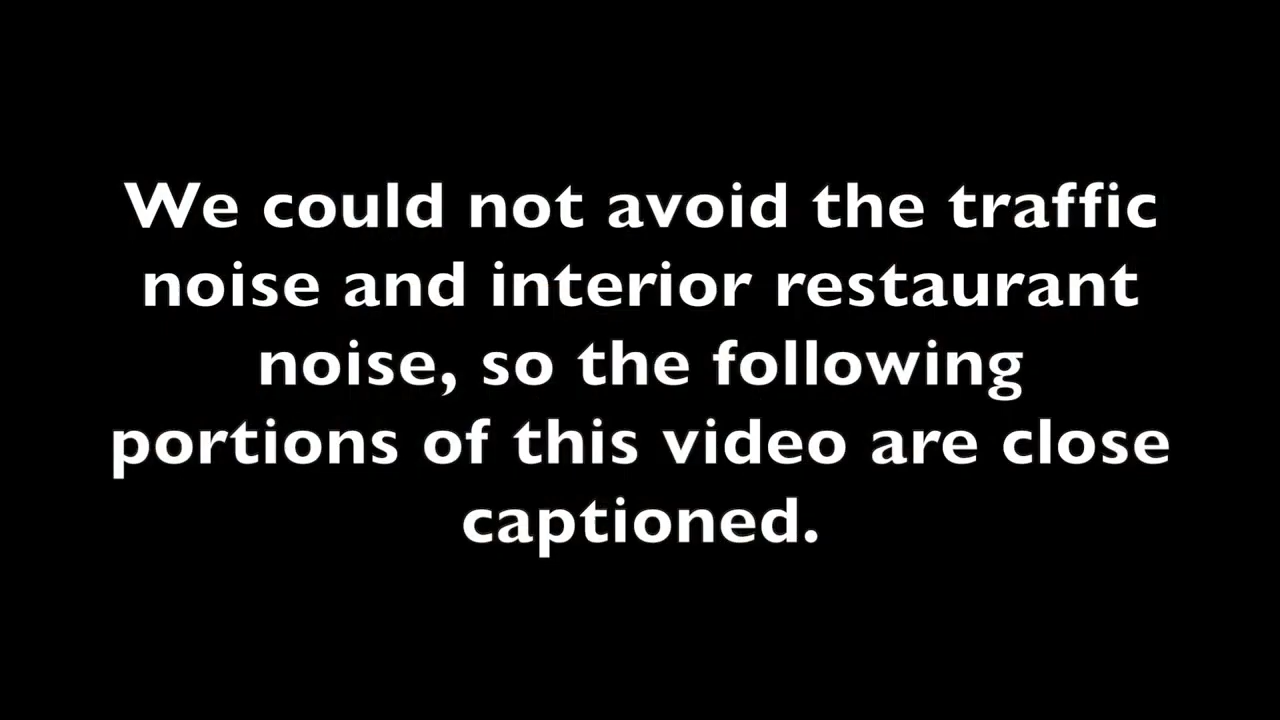 We could not avoid the traffic
noise and interior restaurant
noise, so the following
portions of this video are close
captioned.